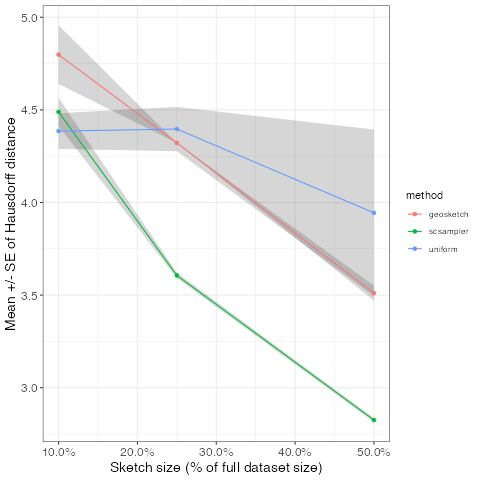 5.0
4.5
4.0
3.5
3.0
Mean +/- SE of Hausdorff distance
10.0% 20.0% 30.0% 40.0% 50.0%
Sketch size (% of full dataset size)
method
geosketch
scsampler
uniform